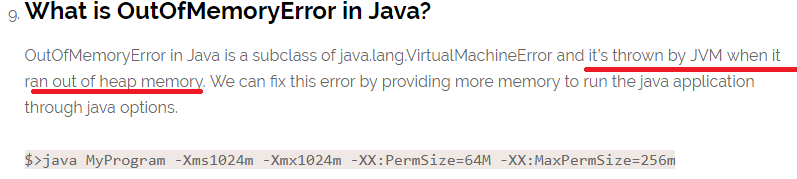 9. What is OutOfMemoryError in Java?
OutOfMemoryError in Java is a subclass of java.lang.VirtualMachineError and it's thrown by JVM when it
ran out of heap memory. We can fix this error by providing more memory to run the java application
through java options.
$>java MyProgram -Xms1024m -Xmx1024m -XX:PermSize=64M -XX:MaxPermSize=256m